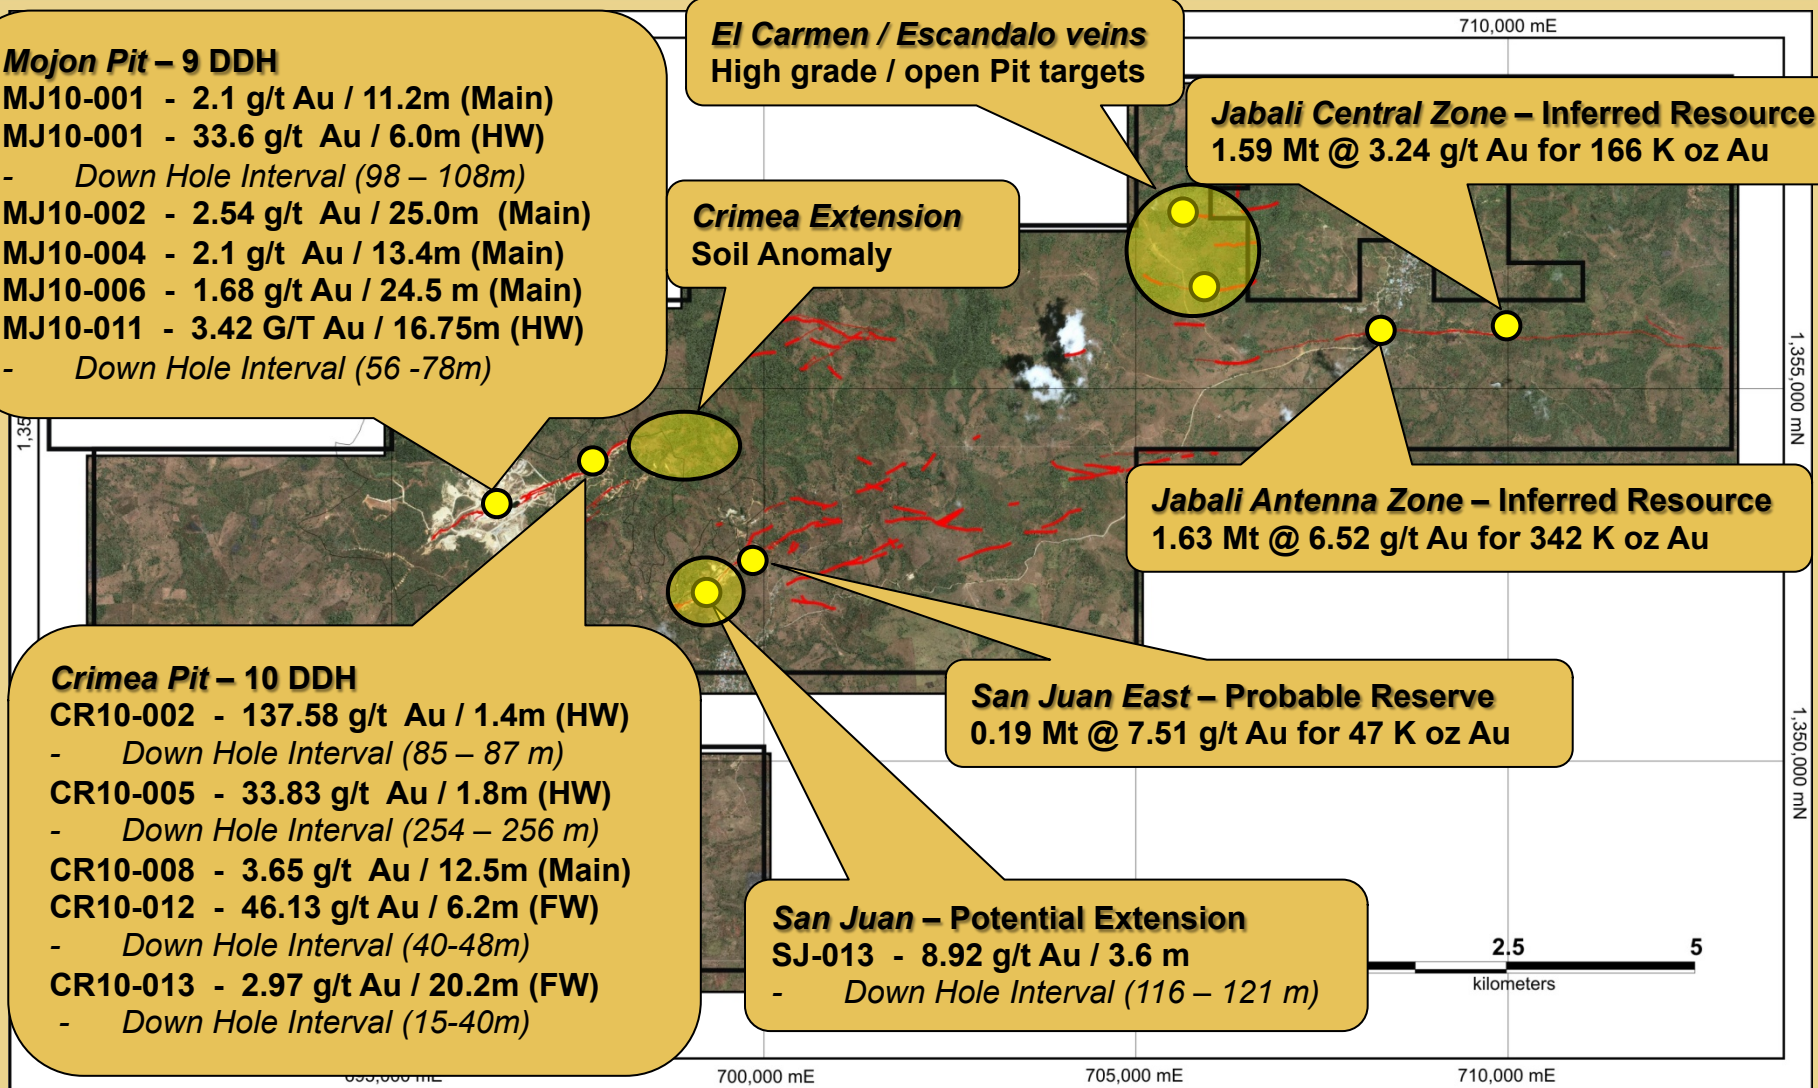 710,000 mE
Mojon Pit – 9 DDH
MJ10-001 - 2.1 g/t Au / 11.2m (Main)
MJ10-001 - 33.6 g/t Au / 6.0m (HW)
- Down Hole Interval (98 – 108m)
MJ10-002 - 2.54 g/t Au / 25.0m (Main)
MJ10-004 - 2.1 g/t Au / 13.4m (Main)
MJ10-006 - 1.68 g/t Au / 24.5 m (Main)
MJ10-011 - 3.42 G/T Au / 16.75m (HW)
- Down Hole Interval (56 -78m)
El Carmen / Escandalo veins
High grade / open Pit targets
Jabali Central Zone – Inferred Resource
1.59 Mt @ 3.24 g/t Au for 166 K oz Au
Crimea Extension
Soil Anomaly
1,355,000 mN
1,35
Jabali Antenna Zone – Inferred Resource
1.63 Mt @ 6.52 g/t Au for 342 K oz Au
San Juan East – Probable Reserve
0.19 Mt @ 7.51 g/t Au for 47 K oz Au
1,350,000 mN
Crimea Pit – 10 DDH
CR10-002 - 137.58 g/t Au / 1.4m (HW)
- Down Hole Interval (85 – 87 m)
CR10-005 - 33.83 g/t Au / 1.8m (HW)
- Down Hole Interval (254 – 256 m)
CR10-008 - 3.65 g/t Au / 12.5m (Main)
CR10-012 - 46.13 g/t Au / 6.2m (FW)
- Down Hole Interval (40-48m)
CR10-013 - 2.97 g/t Au / 20.2m (FW)
- Down Hole Interval (15-40m)
San Juan – Potential Extension
SJ-013 - 8.92 g/t Au / 3.6 m
- Down Hole Interval (116 – 121 m)
2.5 5
kilometers
695,000 mE 700,000 mE 705,000 mE 710,000 mE